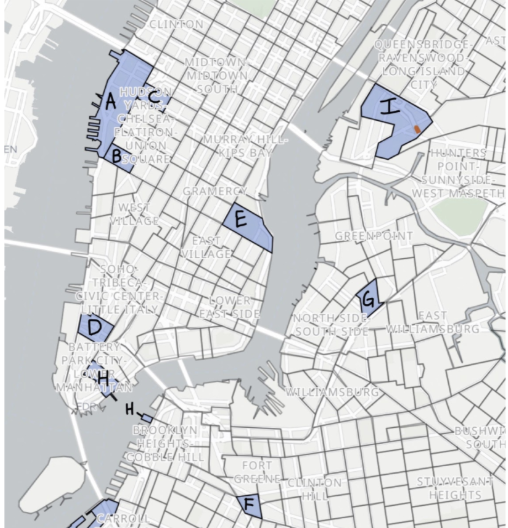 CLINTON
QUEENSBRIDGE-
RAVENSWOOD-
LONG ISLAND
CITY
AST
MIDTOWN-
MIDTOWN
SOUTH
I
A
C
HUDSON
YARDS-
CHELSEA-
FLATIRON-
UNION
SQUARE
B
MURRAY HILL-
KIPS BAY
HUNTERS
POINT-
SUNNYSIDE-
WEST MASPETH
EN
GRAMERCY
WEST
VILLAGE
E
EAST
VILLAGE
GREENPOINT
SOHO-
TRIBECA-
CIVIC CENTER-
LITTLE ITALY
LOWER
EAST SIDE
G
NORTH SIDE-
SOUTH SIDE
EAST
WILLIAMSBURG
D
BATTERY
PARK CITY-
LOWER
MANHATTAN
H
H
WILLIAMSBURG
BROOKLYN
HEIGHTS-
COBBLE HILL
BUSHW
SOUTH
FORT
GREENE
CLINTON
HILL
STUYVESANT
HEIGHTS
F
CARROLL